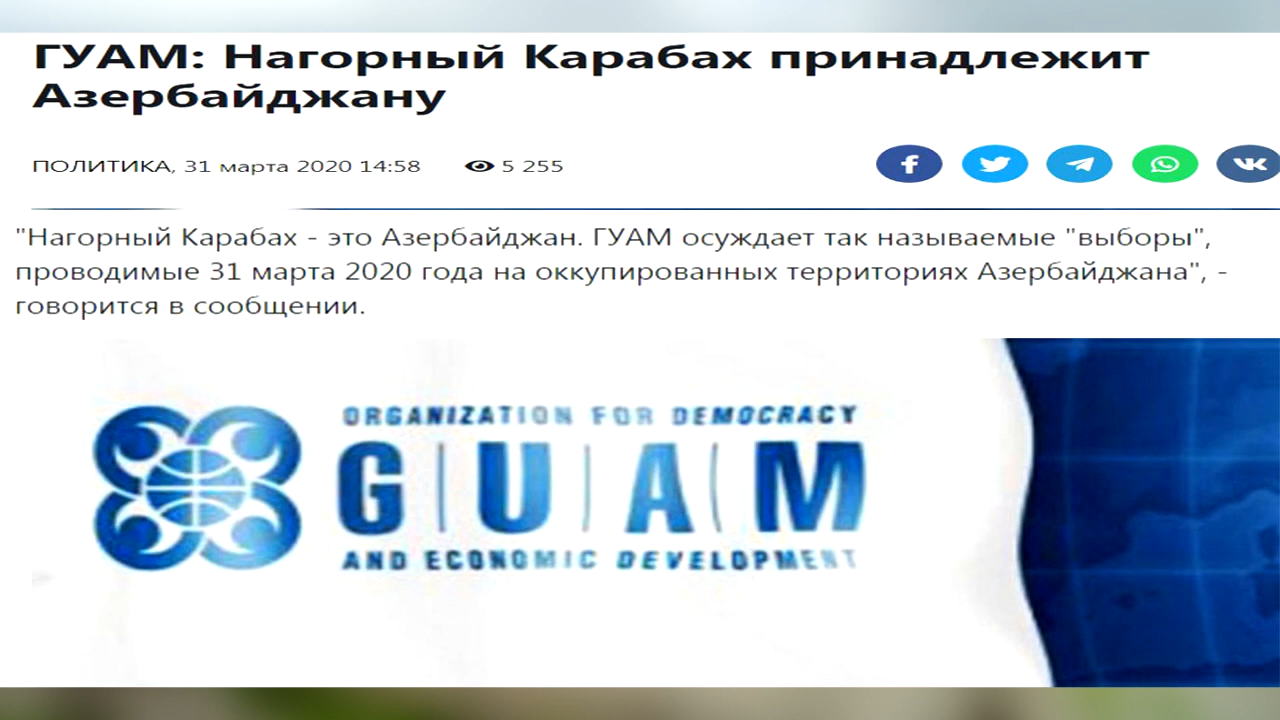 ГУАМ: Нагорный Карабах принадлежит
Азербайджану
ПОЛИТИКА, 31 марта 2020 14:58 5 255
"Нагорный Карабах - это Азербайджан. ГУАМ осуждает так называемые "выборы",
проводимые 31 марта 2020 года на оккупированных территориях Азербайджана", -
говорится в сообщении.
ORGANIZATION FOR DEMOCRACY
G U A M
AND ECONOMIC DEVELOPMENT